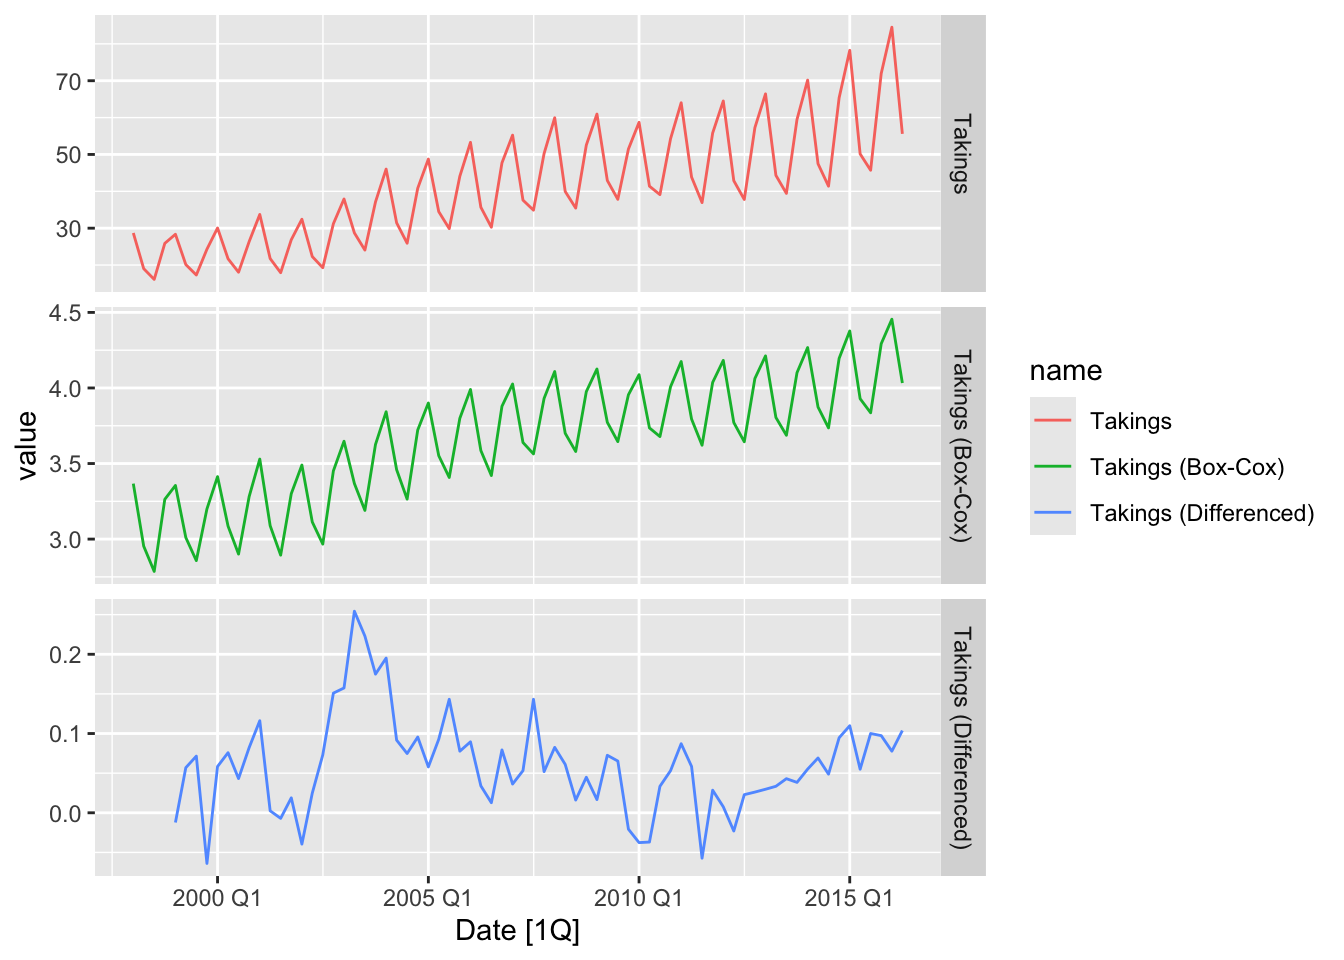 70
50
30
Takings
4.5
4.0
3.5
3.0
Takings (Box-Cox)
0.2
0.1
0.0
Takings (Differenced)
value
2000 Q1
2005 Q1
2010 Q1
2015 Q1
Date [1Q]
name
Takings
Takings (Box-Cox)
Takings (Differenced)